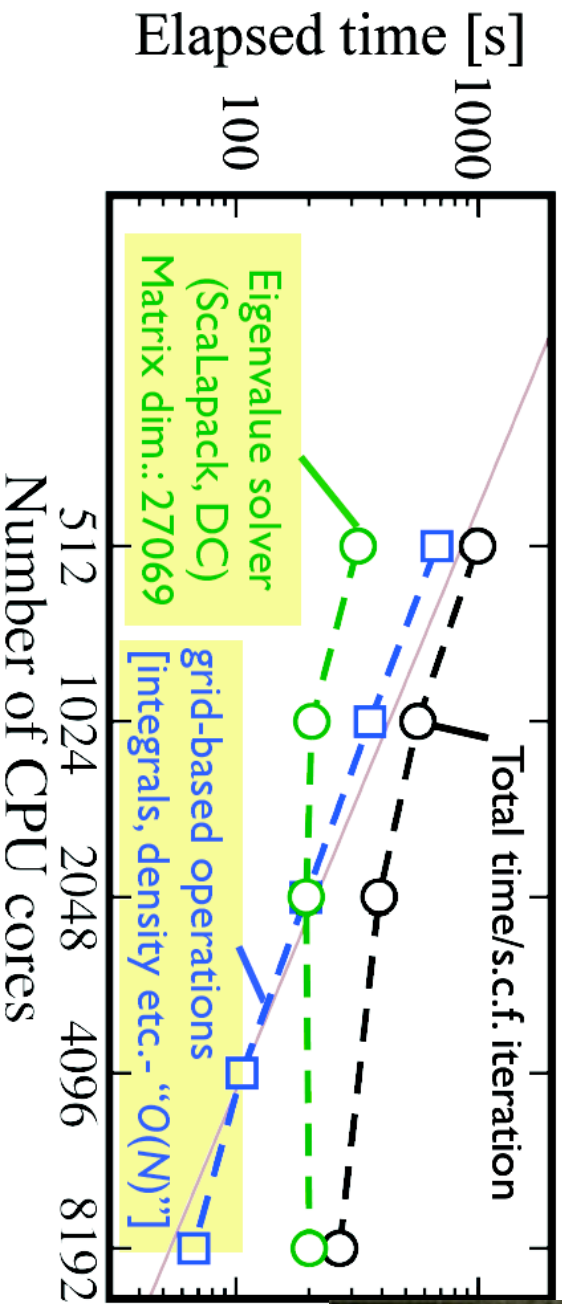 Elapsed time [s]
1000
100
Total time/s.c.f. iteration
Eigenvalue solver
(ScaLapack, DC)
Matrix dim.: 27069
grid-based operations
[integrals, density etc.- “O(N)”]
512
1024
2048
4096
8192
Number of CPU cores